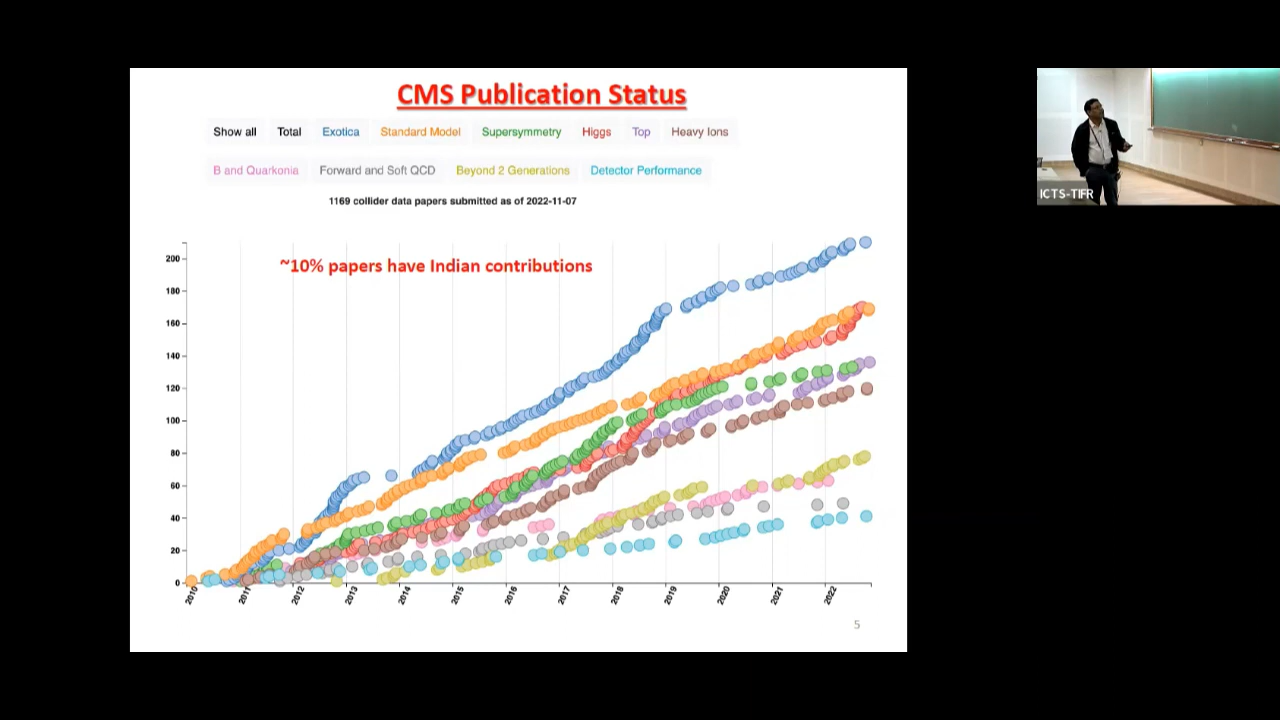 CMS Publication Status
Show all Total Exotica Standard Model Supersymmetry Higgs Top Heavy Ions
B and Quarkonia Forward and Soft QCD Beyond 2 Generations Detector Performance
1169 collider data papers submitted as of 2022-11-07
~10% papers have Indian contributions
200
180
160
140
120
100
80
60
40
20
0
2010 2011 2012 2013 2014 2015 2016 2017 2018 2019 2020 2021 2022
5
ICTS-TIFR